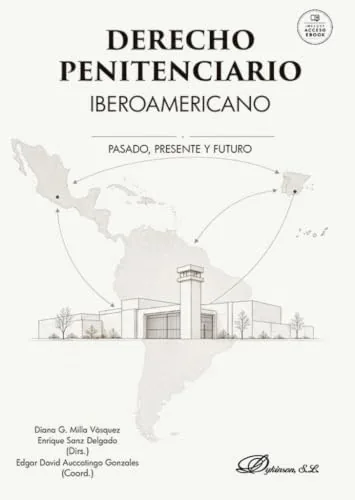 INCLUYE
ACCESO
EBOOK
DERECHO
PENITENCIARIO
IBEROAMERICANO
PASADO, PRESENTE Y FUTURO
Diana G. Milla Vásquez
Enrique Sanz Delgado
(Dirs.)
Edgar David Auccatingo Gonzales
(Coord.)
Dykinson, S.L.